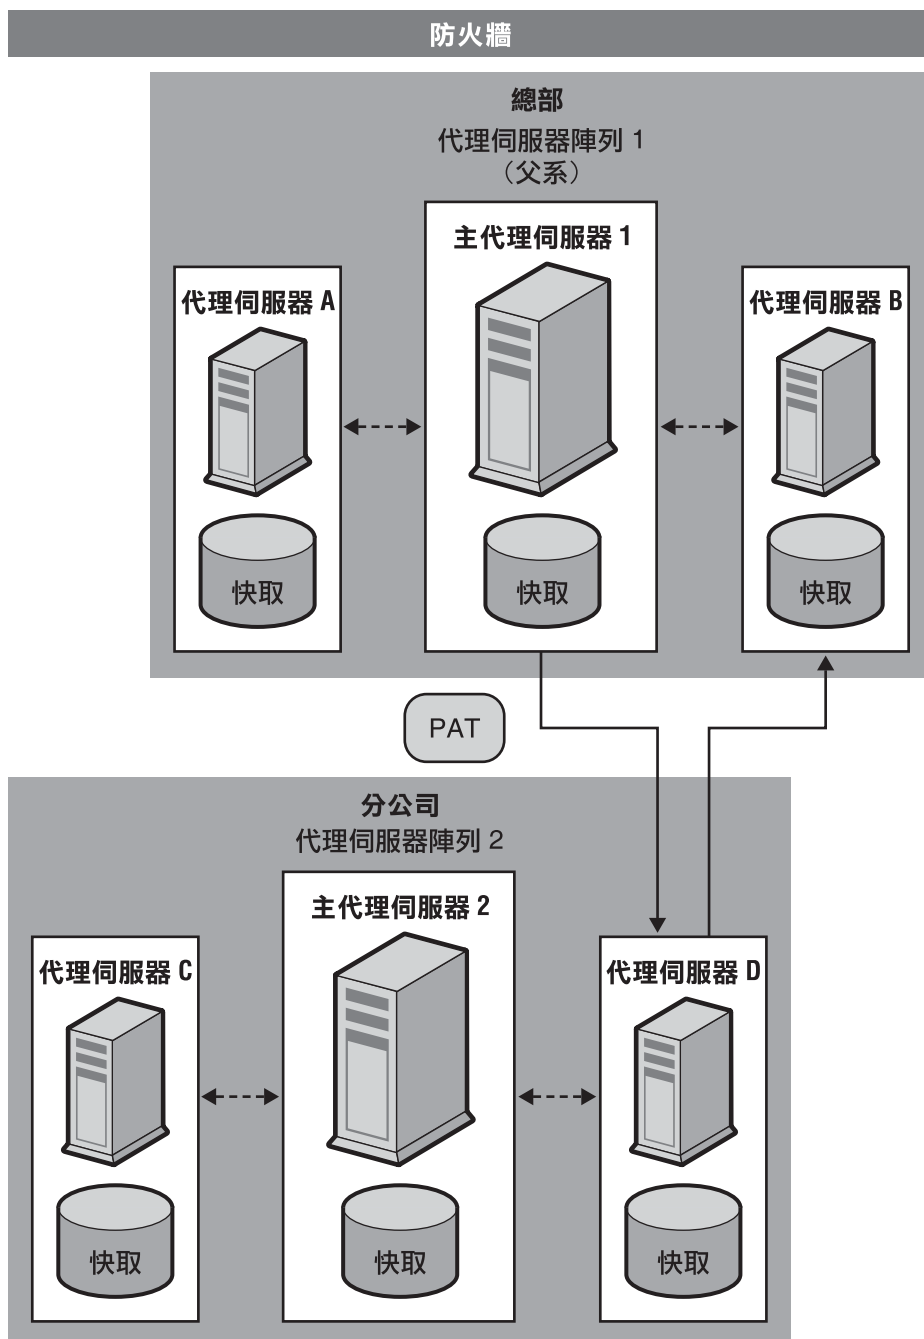 防火牆
總部
代理伺服器陣列 1
（父系）
主代理伺服器 1
代理伺服器 A
代理伺服器 B
快取
快取
快取
PAT
分公司
代理伺服器陣列 2
主代理伺服器 2
代理伺服器 C
代理伺服器 D
快取
快取
快取